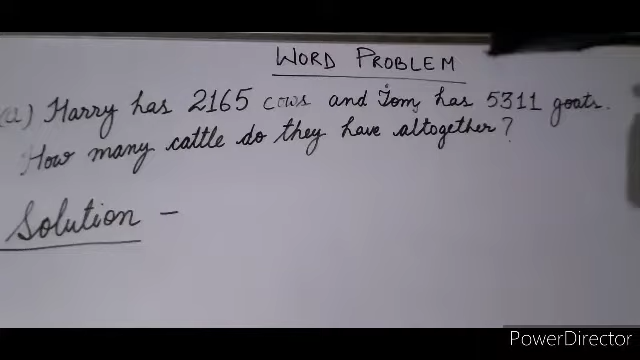 WORD PROBLEM
(a) Harry has 2165 cows and Tom, has 5311 goats.
How many cattle do they have altogether?
Solution —
PowerDirector